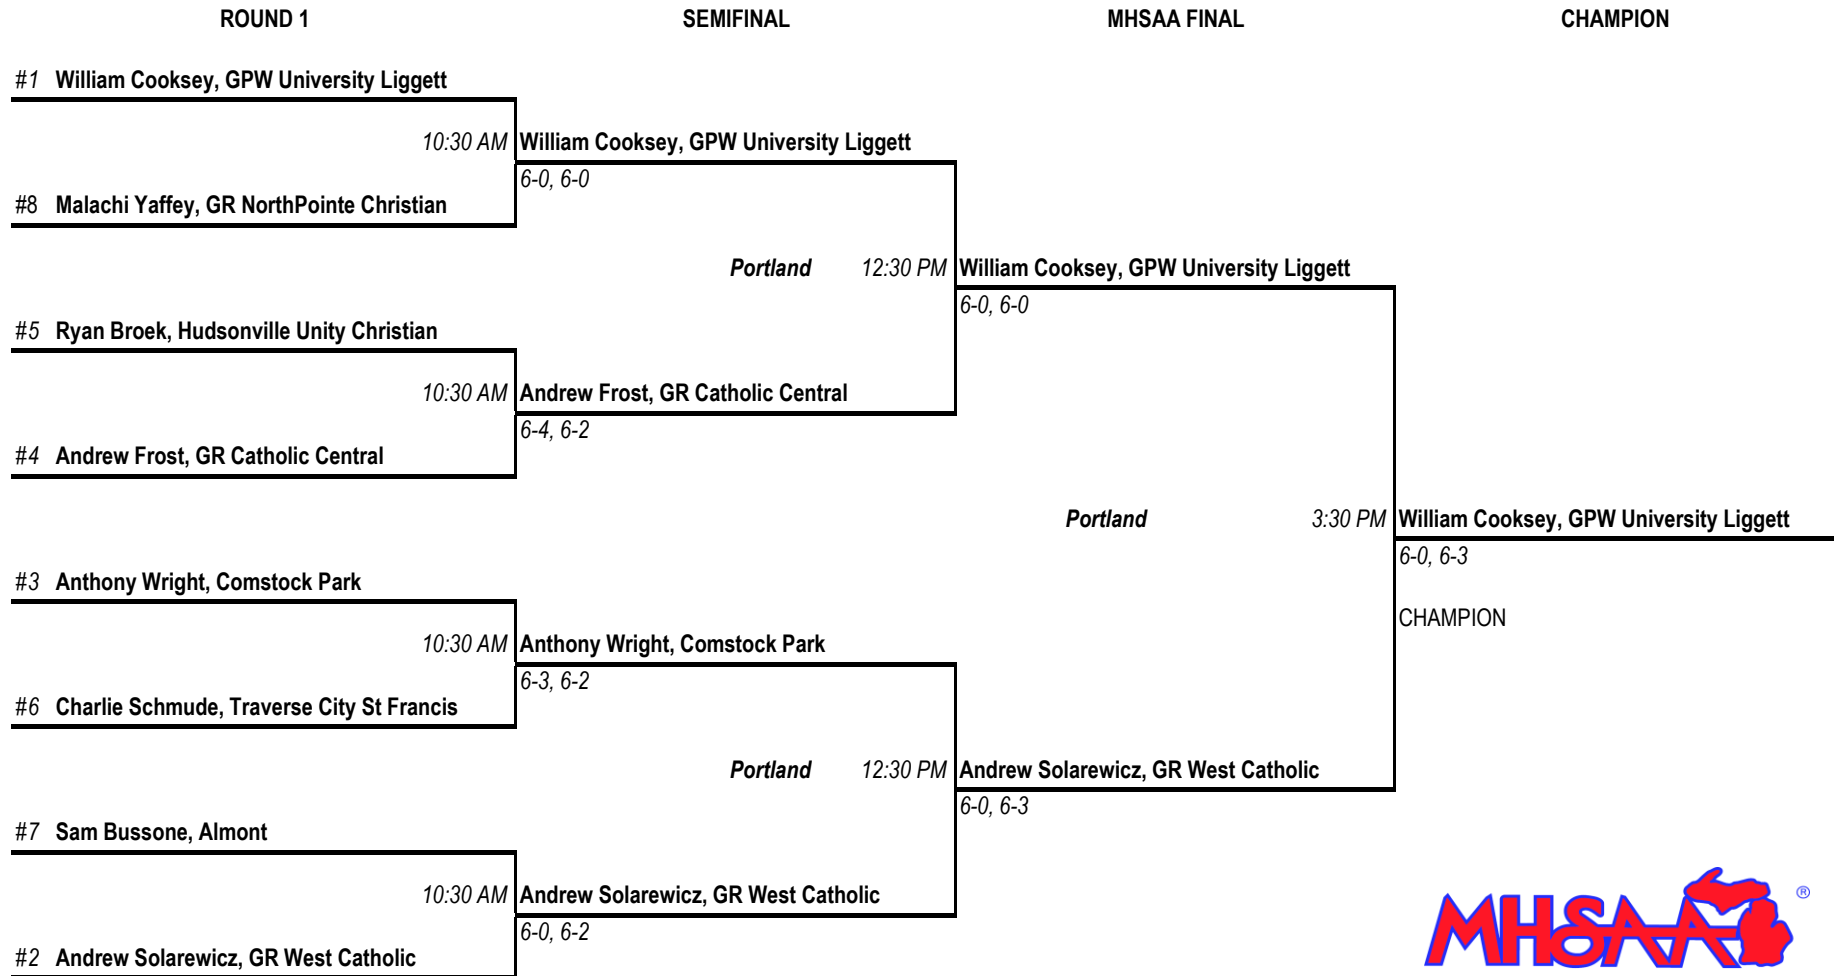 ROUND 1 SEMIFINAL MHSAA FINAL CHAMPION
#1 William Cooksey, GPW University Liggett
10:30 AM William Cooksey, GPW University Liggett
6-0, 6-0
#8 Malachi Yaffey, GR NorthPointe Christian
Portland 12:30 PM William Cooksey, GPW University Liggett
6-0, 6-0
#5 Ryan Broek, Hudsonville Unity Christian
10:30 AM Andrew Frost, GR Catholic Central
6-4, 6-2
#4 Andrew Frost, GR Catholic Central
Portland 3:30 PM William Cooksey, GPW University Liggett
6-0, 6-3
#3 Anthony Wright, Comstock Park
CHAMPION
10:30 AM Anthony Wright, Comstock Park
6-3, 6-2
#6 Charlie Schmude, Traverse City St Francis
Portland 12:30 PM Andrew Solarewicz, GR West Catholic
6-0, 6-3
#7 Sam Bussone, Almont
10:30 AM Andrew Solarewicz, GR West Catholic
6-0, 6-2
#2 Andrew Solarewicz, GR West Catholic
MHSAA ®